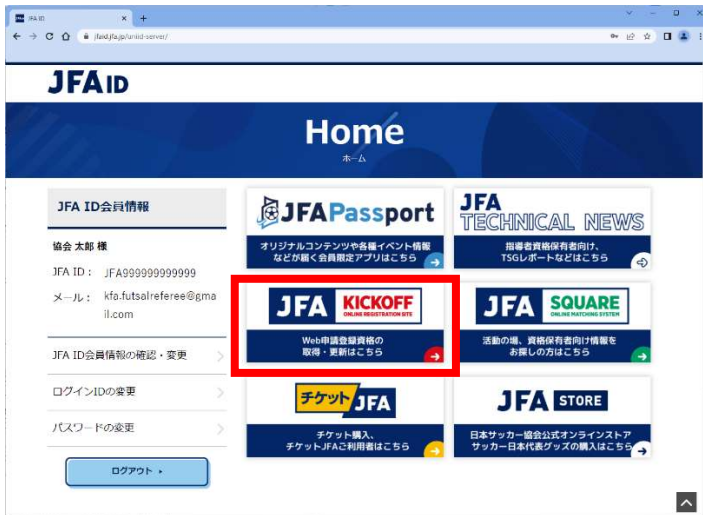 JFA ID
jfaid.jfa.jp/uniid-server/
JFA ID
Home
ホーム
JFA ID会員情報
協会 太郎 様
JFA ID： JFA999999999999
メール： kfa.futsalreferee@gma
il.com
JFA ID会員情報の確認・変更
ログインIDの変更
パスワードの変更
ログアウト
JFAPassport
オリジナルコンテンツや各種イベント情報
などが届く会員限定アプリはこちら
JFA
TECHNICAL NEWS
指導者資格保有者向け、
TSGレポートなどはこちら
JFA KICKOFF
ONLINE REGISTRATION SITE
Web申請登録資格の
取得・更新はこちら
JFA SQUARE
ONLINE MATCHING SYSTEM
活動の場、資格保有者向け情報を
お探しの方はこちら
チケットJFA
チケット購入、
チケットJFAご利用者はこちら
JFA STORE
日本サッカー協会公式オンラインストア
サッカー日本代表グッズの購入はこちら